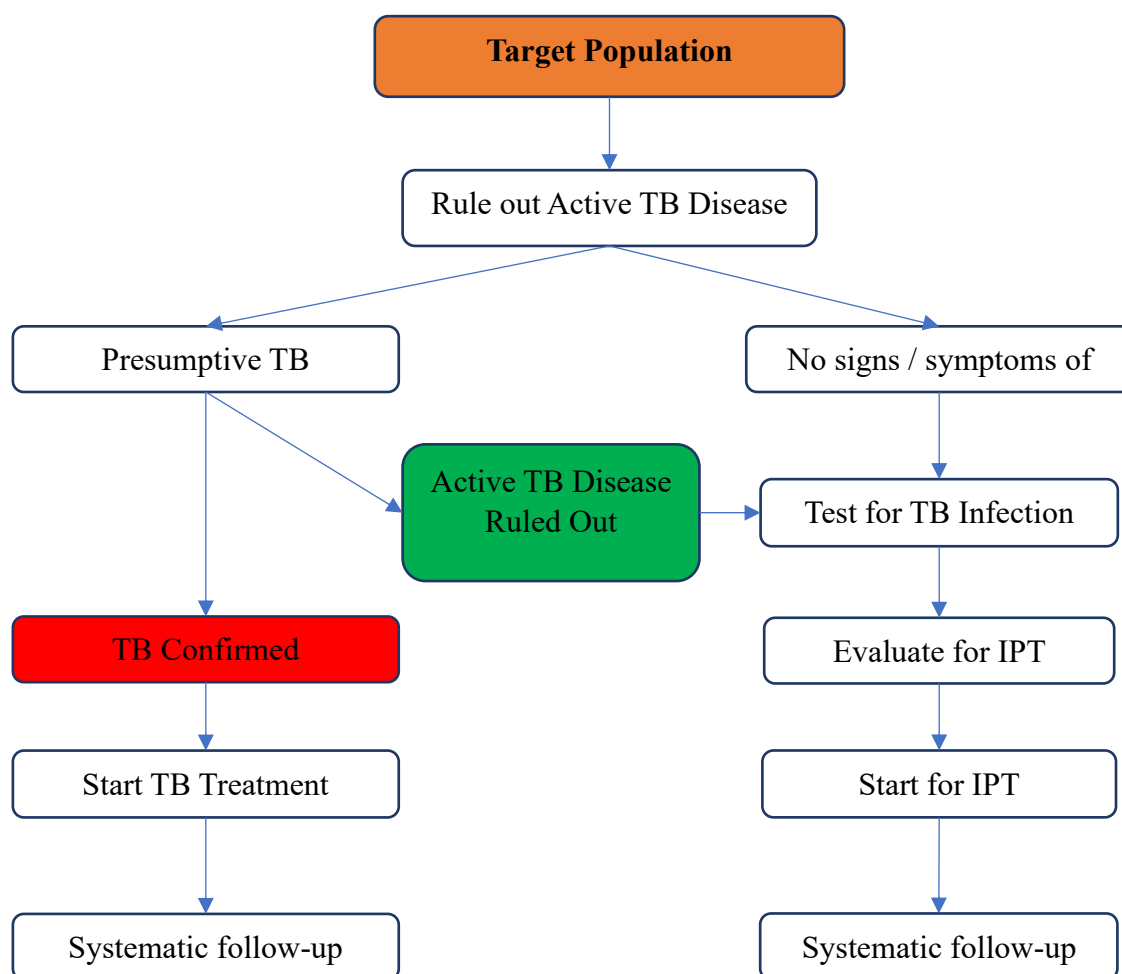 Target Population
Rule out Active TB Disease
Presumptive TB
No signs / symptoms of
Active TB Disease
Ruled Out
Test for TB Infection
TB Confirmed
Evaluate for IPT
Start TB Treatment
Start for IPT
Systematic follow-up
Systematic follow-up